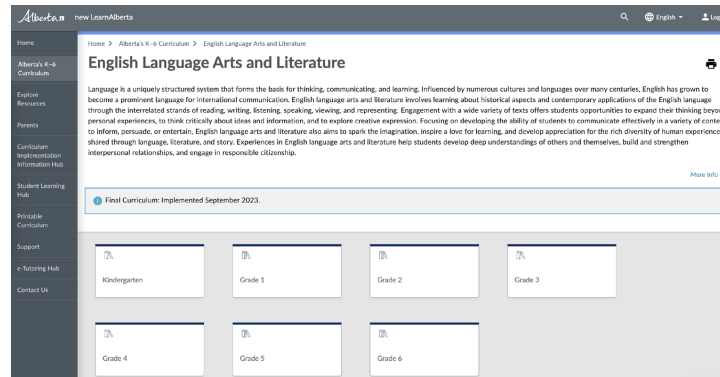 Alberta
new LearnAlberta
English
Log
Home
Alberta's K–6
Curriculum
Explore
Resources
Parents
Curriculum
Implementation
Information Hub
Student Learning
Hub
Printable
Curriculum
Support
e-Tutoring Hub
Contact Us
Home > Alberta's K–6 Curriculum > English Language Arts and Literature
English Language Arts and Literature
Language is a uniquely structured system that forms the basis for thinking, communicating, and learning. Influenced by numerous cultures and languages over many centuries, English has grown to
become a prominent language for international communication. English language arts and literature involves learning about historical aspects and contemporary applications of the English language
through the interrelated strands of reading, writing, listening, speaking, viewing, and representing. Engagement with a wide variety of texts offers students opportunities to expand their thinking beyon
personal experiences, to think critically about ideas and information, and to explore creative expression. Focusing on developing the ability of students to communicate effectively in a variety of conte
to inform, persuade, or entertain, English language arts and literature also aims to spark the imagination, inspire a love for learning, and develop appreciation for the rich diversity of human experience
shared through language, literature, and story. Experiences in English language arts and literature help students develop deep understandings of others and themselves, build and strengthen
interpersonal relationships, and engage in responsible citizenship.
More Info
Final Curriculum: Implemented September 2023.
Kindergarten
Grade 1
Grade 2
Grade 3
Grade 4
Grade 5
Grade 6